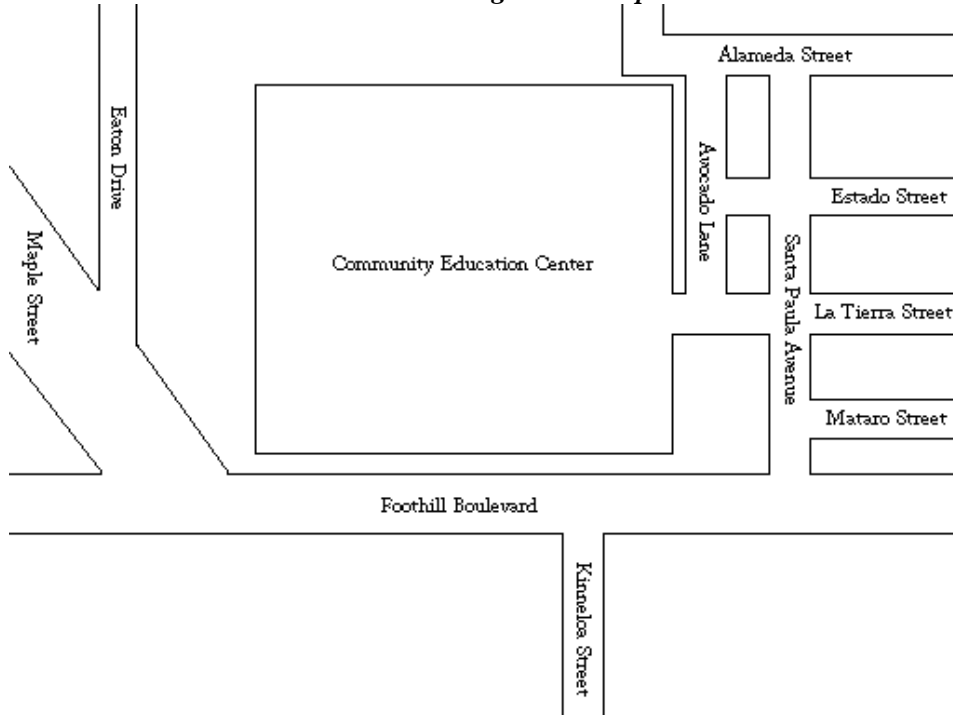 Alameda Street
Eaton Drive
Avocado Lane
Estado Street
Maple Street
Community Education Center
Santa Paula Avenue
La Tierra Street
Mataro Street
Foothill Boulevard
Kinneloa Street